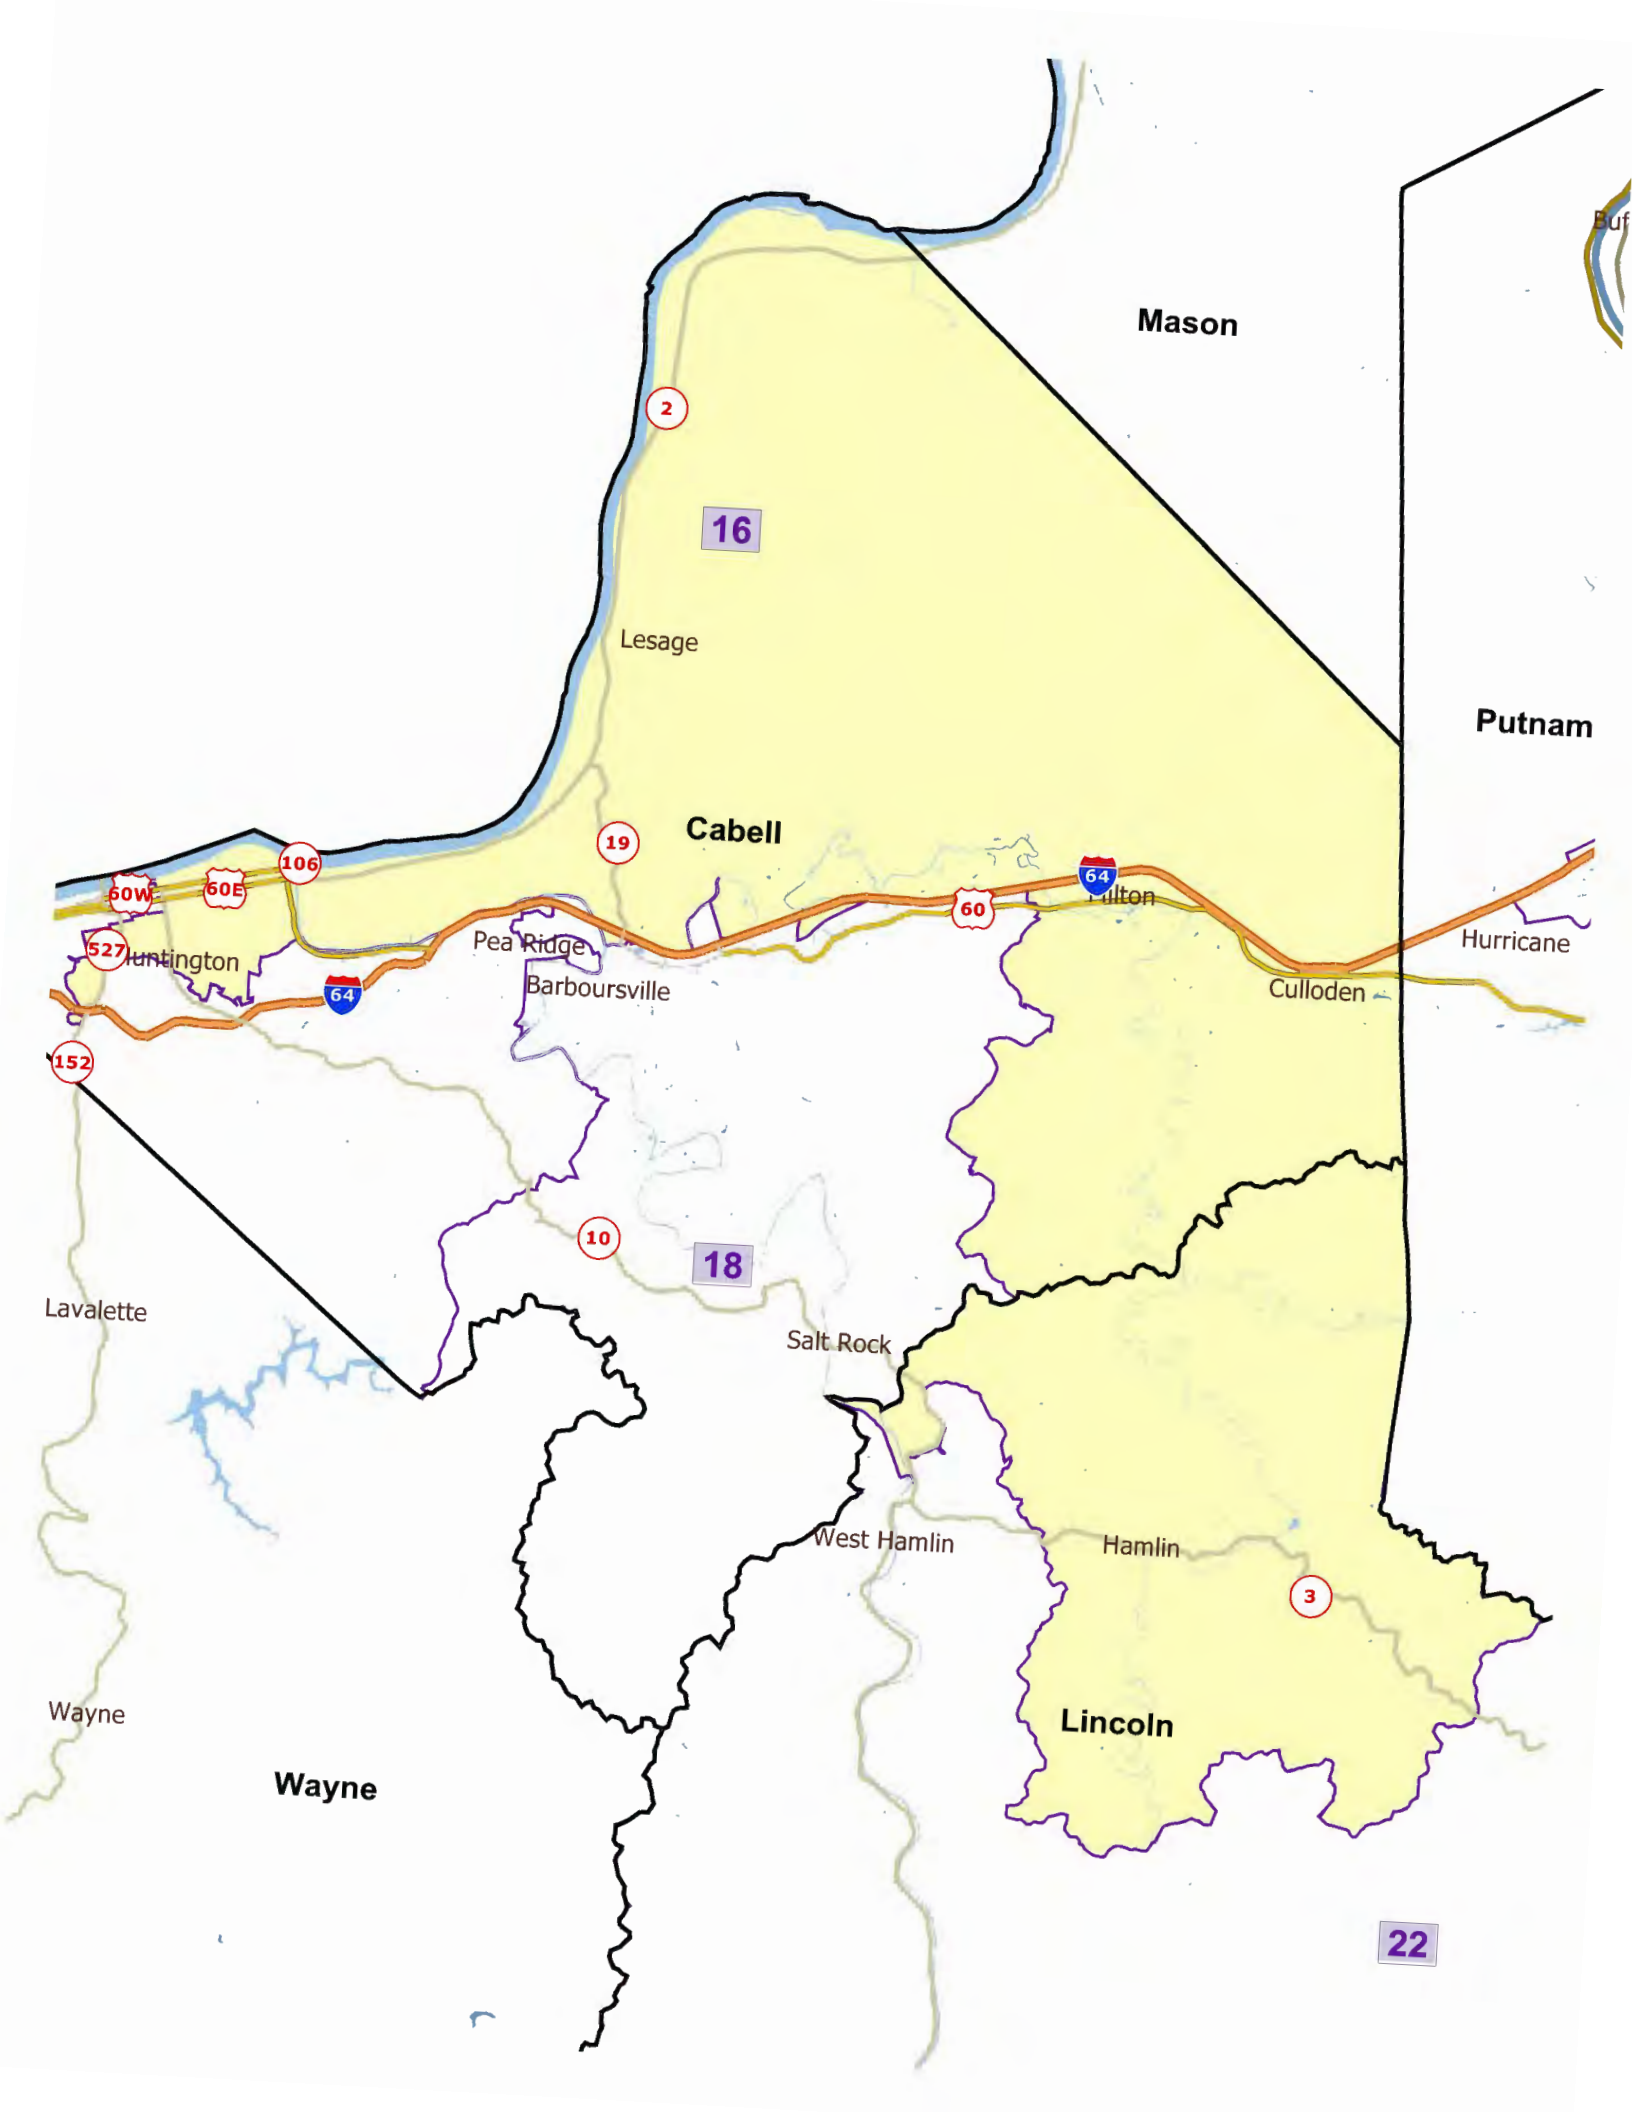 Buf
Mason
2
16
Lesage
Putnam
Cabell
19
106
64
60W
60E
60
527
Pea Ridge
Hurricane
64
Barboursville
Culloden
152
10
18
Lavalette
Salt Rock
West Hamlin
Hamlin
3
Wayne
Lincoln
Wayne
22